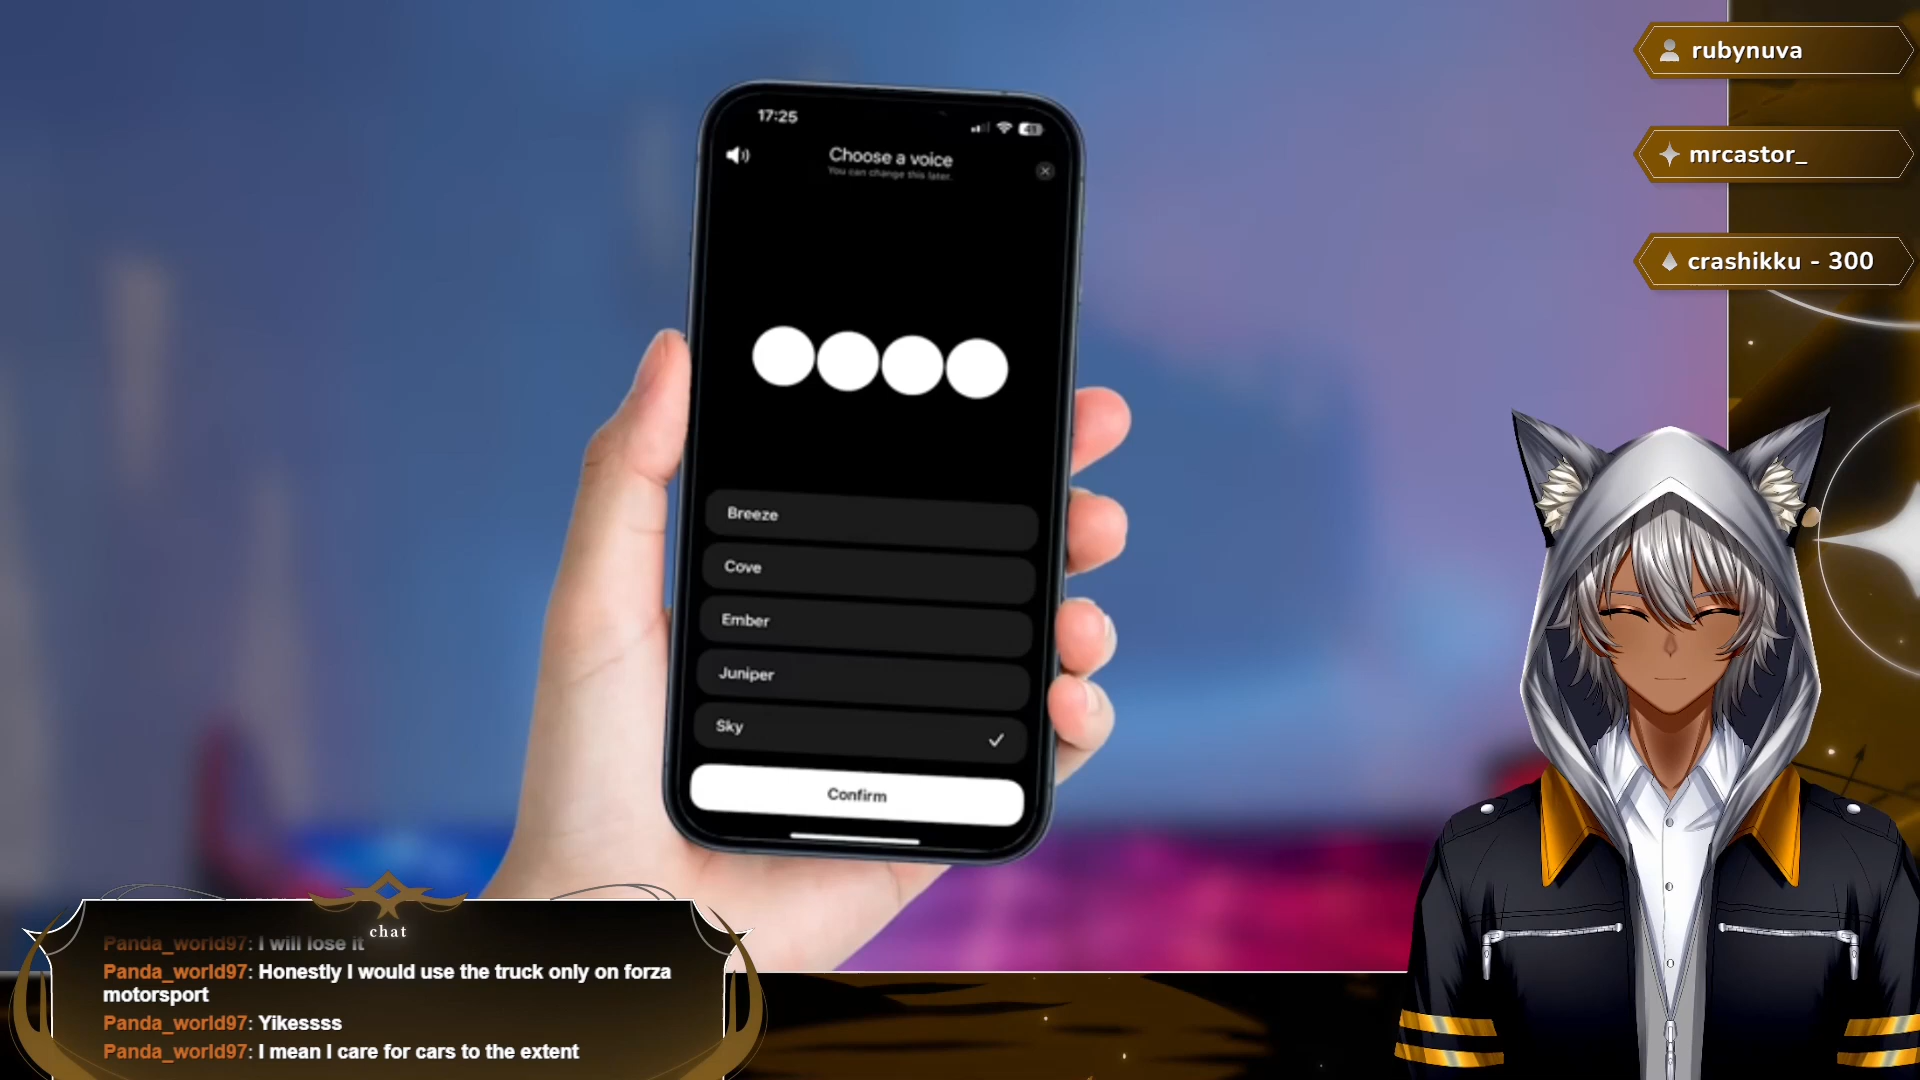 17:25
Choose a voice
You can change this later.
Breeze
Cove
Ember
Juniper
Sky
Confirm
rubynuva
mrcastor_
crashikku - 300
chat
Panda_world97: I will lose it
Panda_world97: Honestly I would use the truck only on forza
motorsport
Panda_world97: Yikessss
Panda_world97: I mean I care for cars to the extent